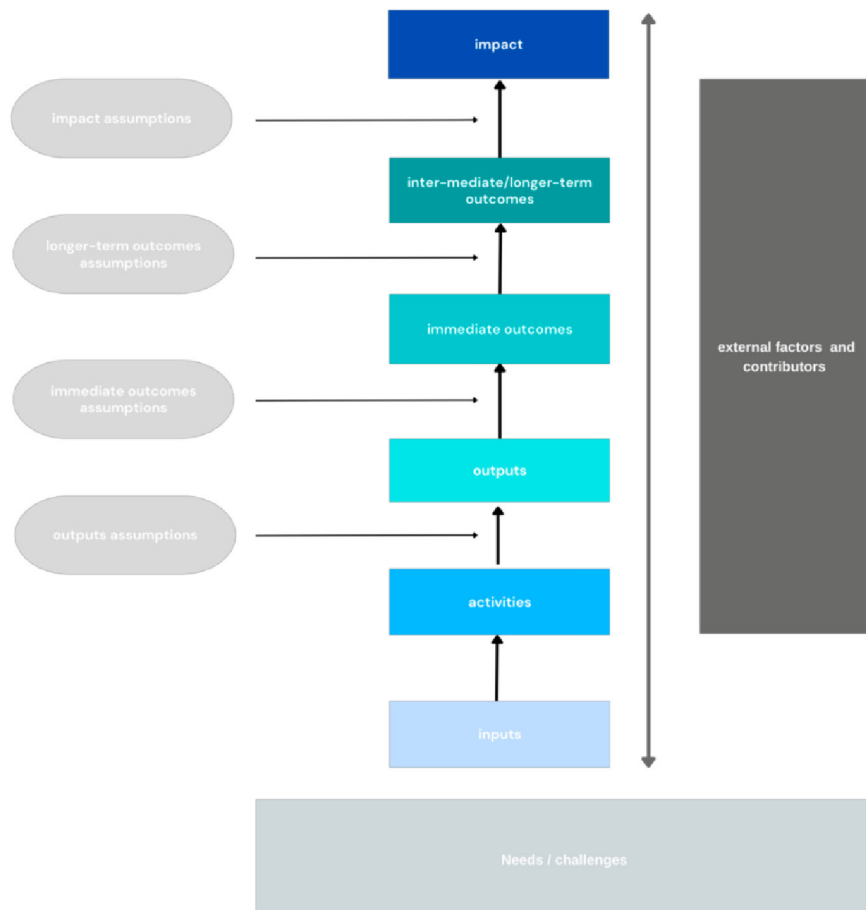 impact
impact assumptions
inter-mediate/longer-term
outcomes
longer-term outcomes
assumptions
immediate outcomes
external factors and
contributors
immediate outcomes
assumptions
outputs
outputs assumptions
activities
inputs
Needs / challenges